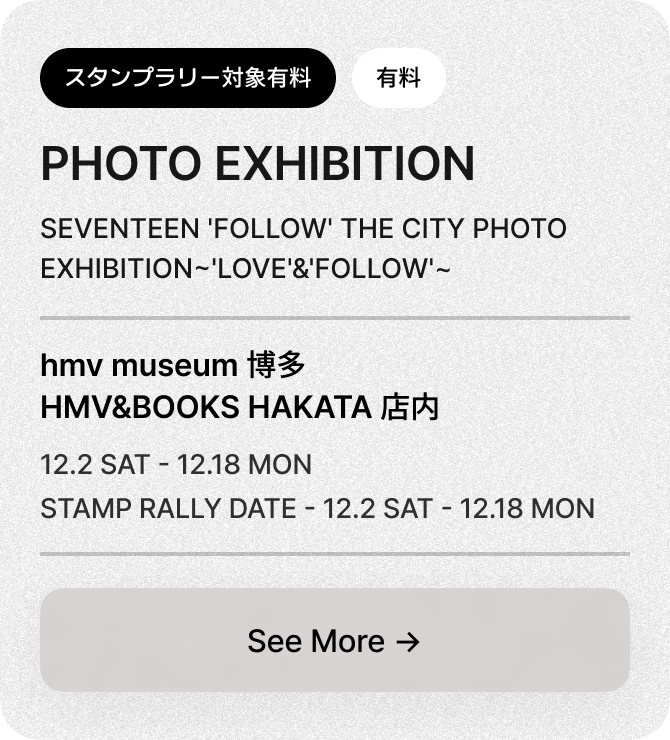 スタンプラリー対象有料
有料
PHOTO EXHIBITION
SEVENTEEN 'FOLLOW' THE CITY PHOTO
EXHIBITION~'LOVE'&'FOLLOW'~
hmv museum 博多
HMV&BOOKS HAKATA 店内
12.2 SAT - 12.18 MON
STAMP RALLY DATE - 12.2 SAT - 12.18 MON
See More →